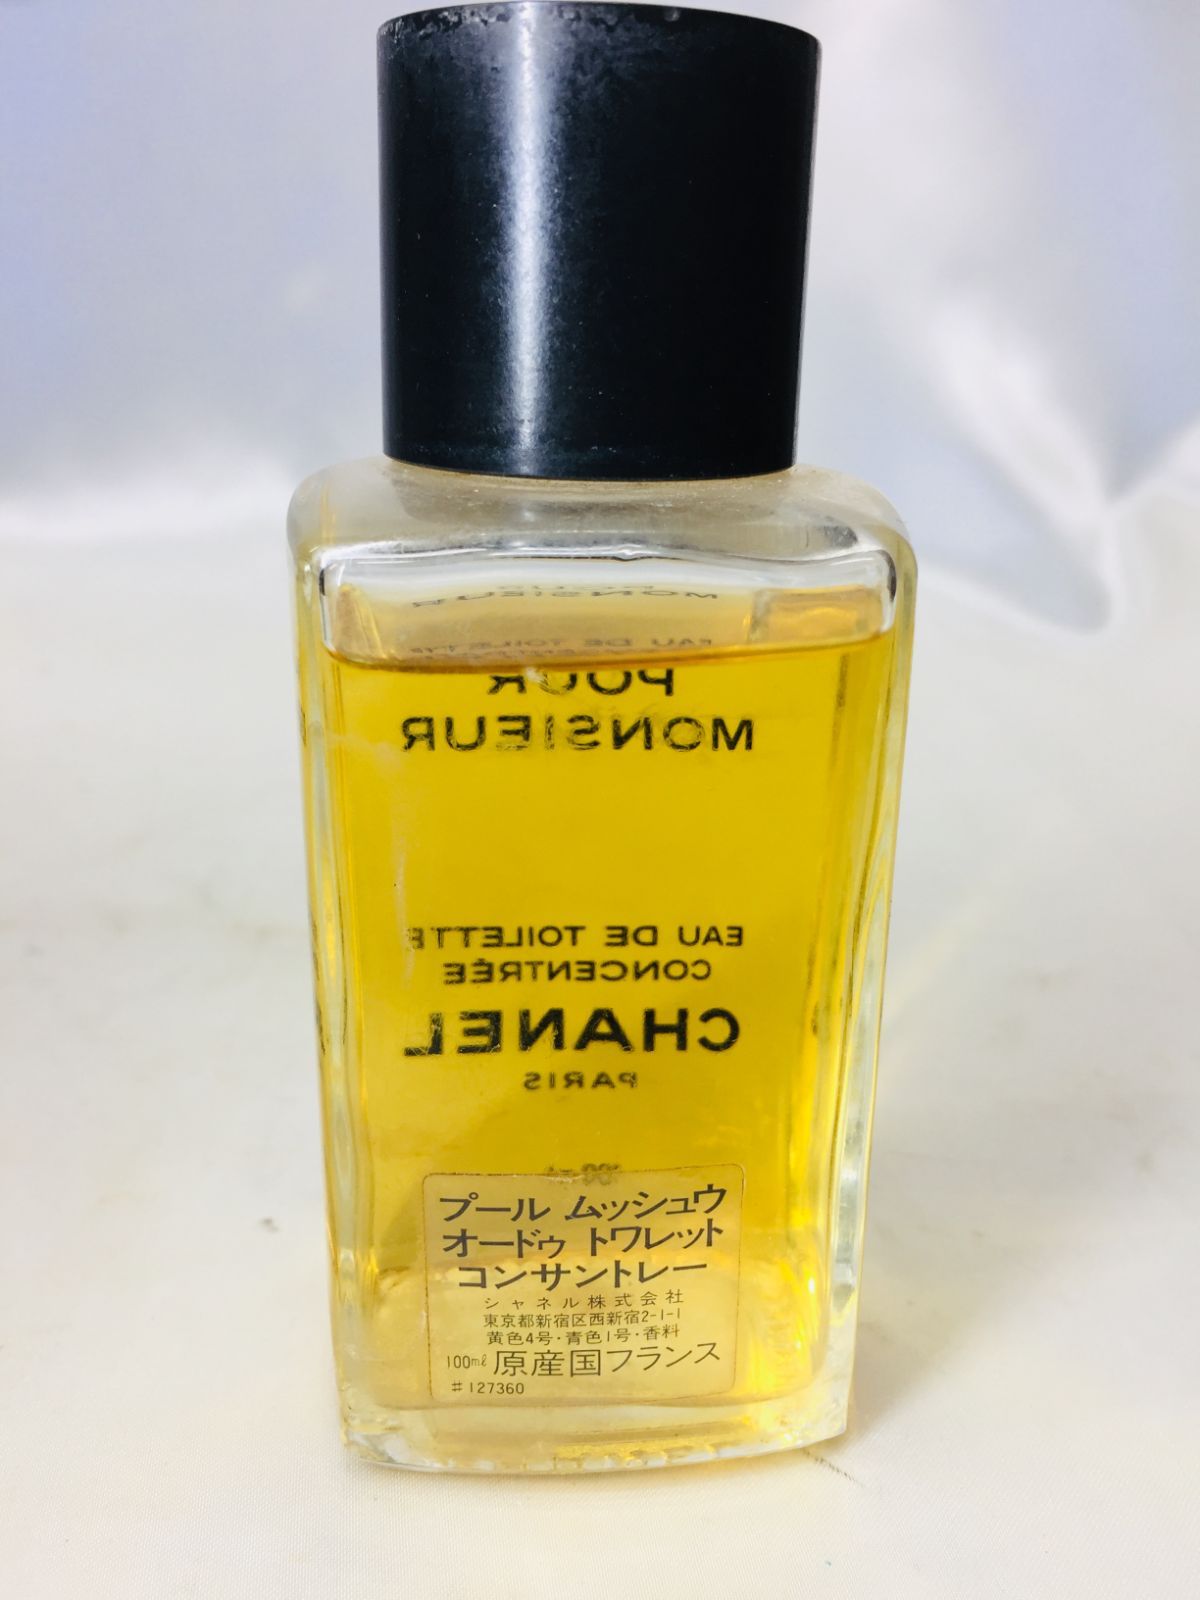 POUR
MONSIEUR
EAU DE TOILETTE
CONCENTRÉE
CHANEL
PARIS
プール ムッシュウ
オードゥ トワレット
コンサントレー
シャネル株式会社
東京都新宿区西新宿2-1-1
黄色4号・青色1号・香料
100mℓ 原産国フランス
#127360